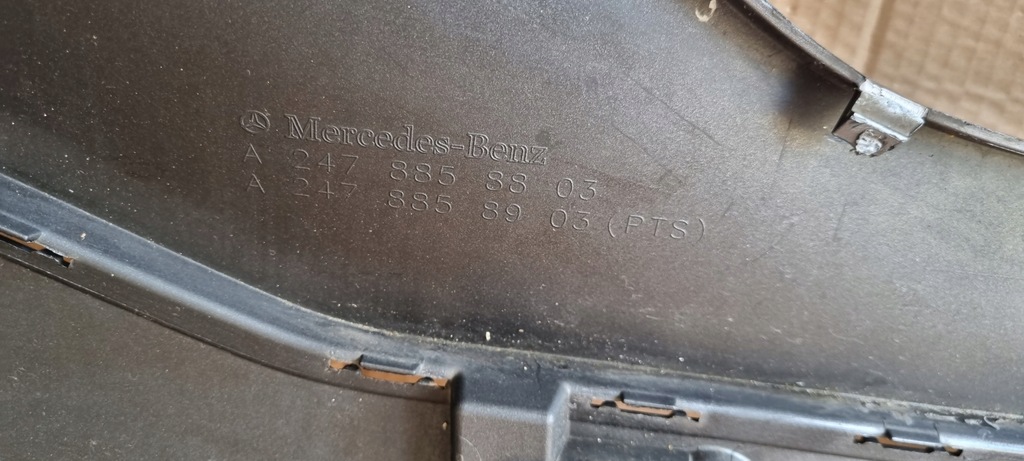 Mercedes-Benz
A 247 885 88 03
A 247 885 89 03 (PTS)